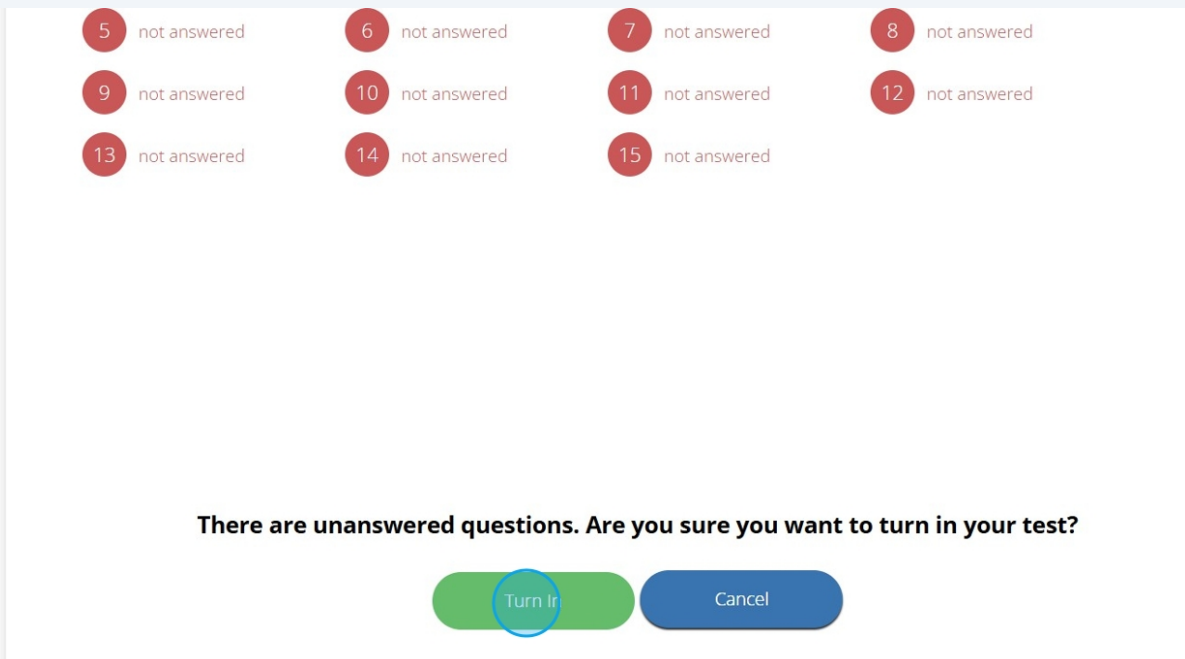 5 not answered 6 not answered 7 not answered 8 not answered
9 not answered 10 not answered 11 not answered 12 not answered
13 not answered 14 not answered 15 not answered
There are unanswered questions. Are you sure you want to turn in your test?
Turn In Cancel